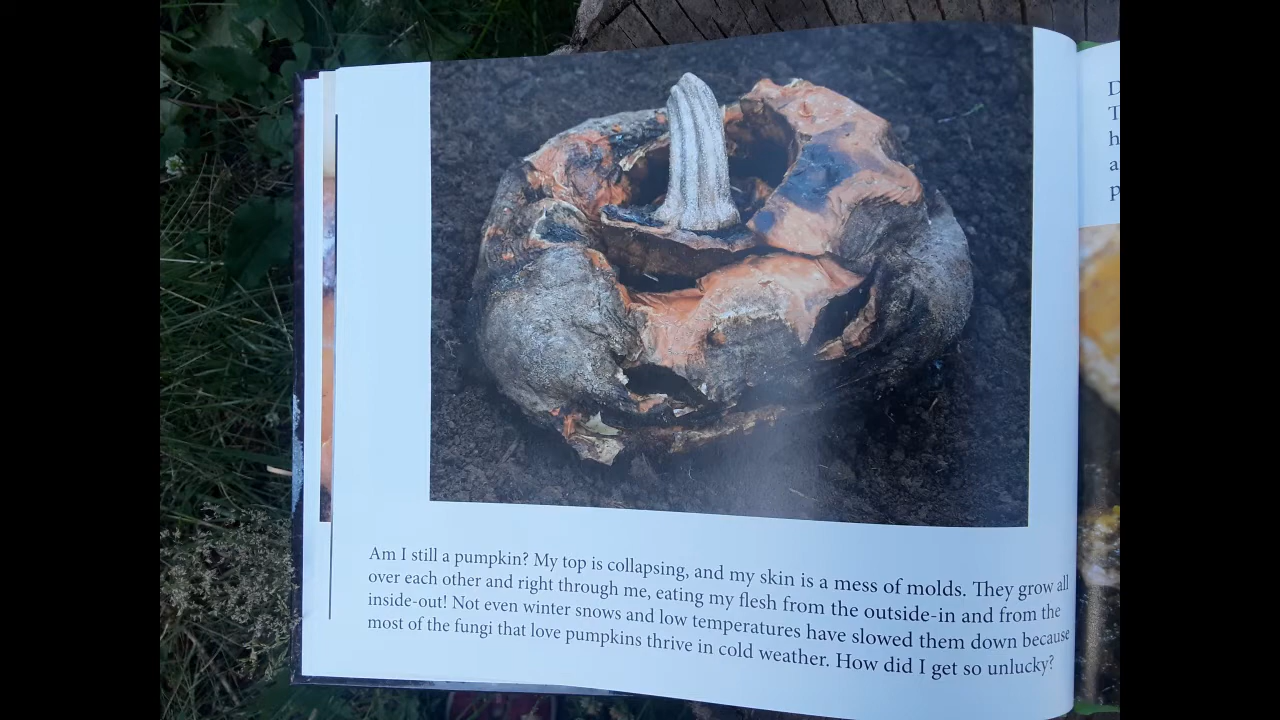 Am I still a pumpkin? My top is collapsing, and my skin is a mess of molds. They grow all
over each other and right through me, eating my flesh from the outside-in and from the
inside-out! Not even winter snows and low temperatures have slowed them down because
most of the fungi that love pumpkins thrive in cold weather. How did I get so unlucky?